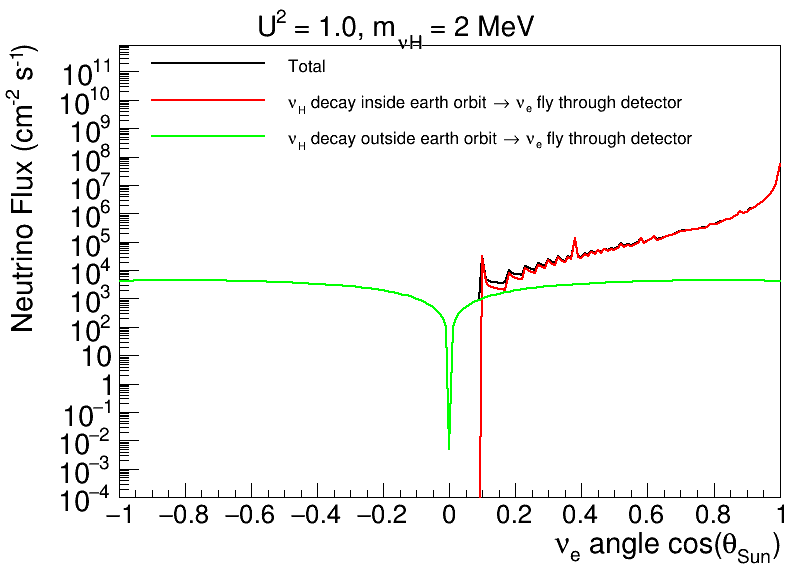 U² = 1.0, m_νH = 2 MeV
Neutrino Flux (cm⁻² s⁻¹)
Total
ν_H decay inside earth orbit → ν_e fly through detector
ν_H decay outside earth orbit → ν_e fly through detector
10¹¹
10¹⁰
10⁹
10⁸
10⁷
10⁶
10⁵
10⁴
10³
10²
10
1
10⁻¹
10⁻²
10⁻³
10⁻⁴
−1 −0.8 −0.6 −0.4 −0.2 0 0.2 0.4 0.6 0.8 1
ν_e angle cos(θ_Sun)